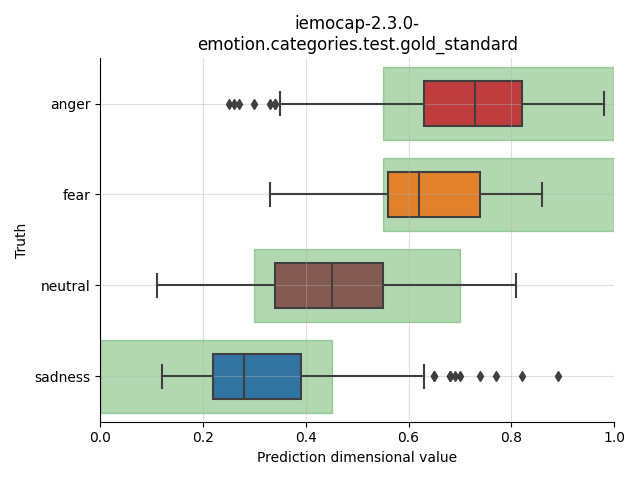 iemocap-2.3.0-
emotion.categories.test.gold_standard
anger
fear
neutral
sadness
Truth
0.0 0.2 0.4 0.6 0.8 1.0
Prediction dimensional value